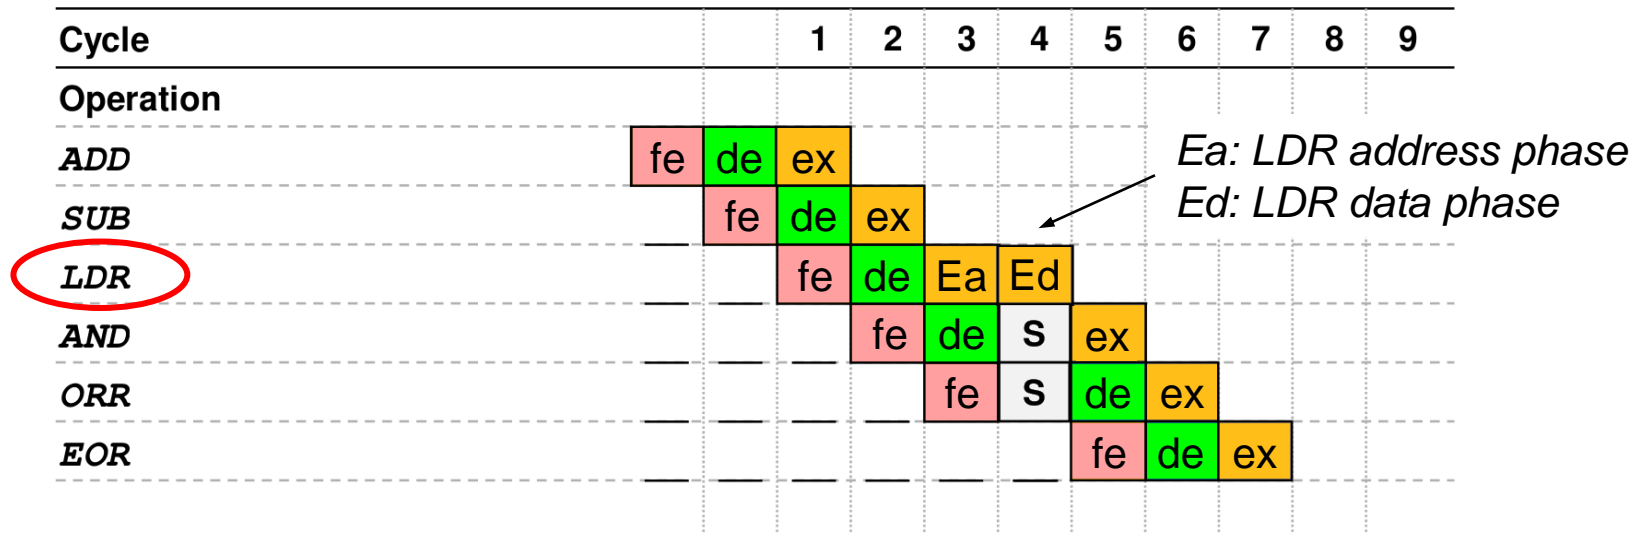 Cycle 1 2 3 4 5 6 7 8 9
Operation
ADD fe de ex
Ea: LDR address phase
SUB fe de ex
Ed: LDR data phase
LDR fe de Ea Ed
AND fe de S ex
ORR fe S de ex
EOR fe de ex